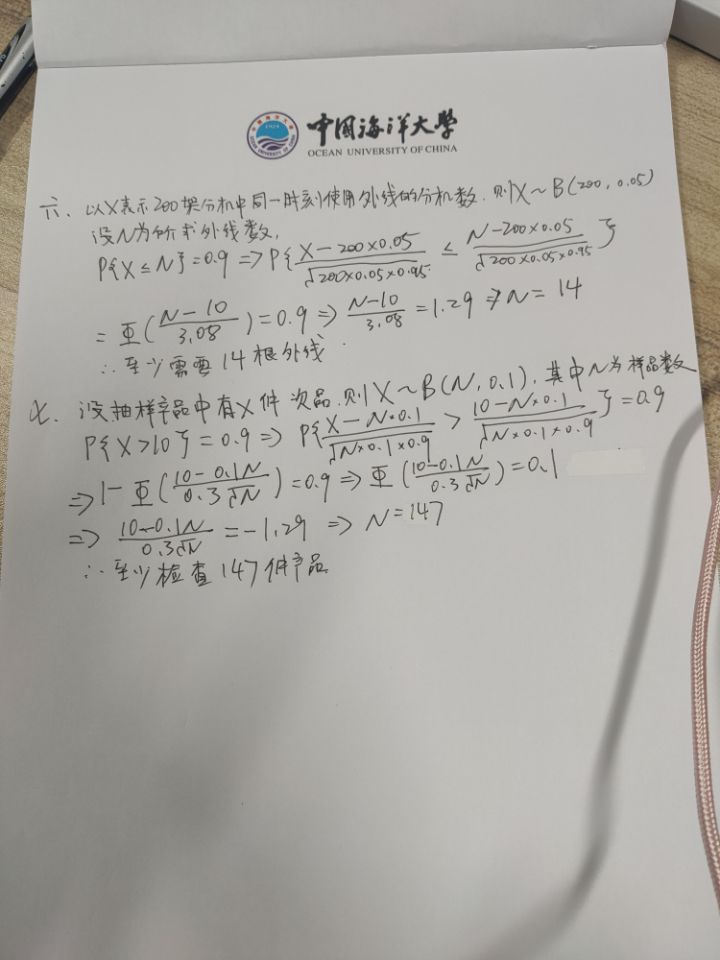 中国海洋大学
OCEAN UNIVERSITY OF CHINA
六、以X表示200架分机中同一时刻使用外线的分机数,则X~B(200,0.05)
设N为所求外线数,
P{X≤N}=0.9 ⇒ P{(X-200×0.05)/√(200×0.05×0.95) ≤ (N-200×0.05)/√(200×0.05×0.95)}
=Φ((N-10)/3.08)=0.9 ⇒ (N-10)/3.08=1.29 ⇒ N=14
∴至少需要14根外线.
七、设抽样产品中有X件次品,则X~B(N,0.1),其中N为样品数
P{X>10}=0.9 ⇒ P{(X-N×0.1)/√(N×0.1×0.9) > (10-N×0.1)/√(N×0.1×0.9)}=0.9
⇒1-Φ((10-0.1N)/(0.3√N))=0.9 ⇒ Φ((10-0.1N)/(0.3√N))=0.1
⇒ (10-0.1N)/(0.3√N)=-1.29 ⇒ N=147
∴至少检查147件产品